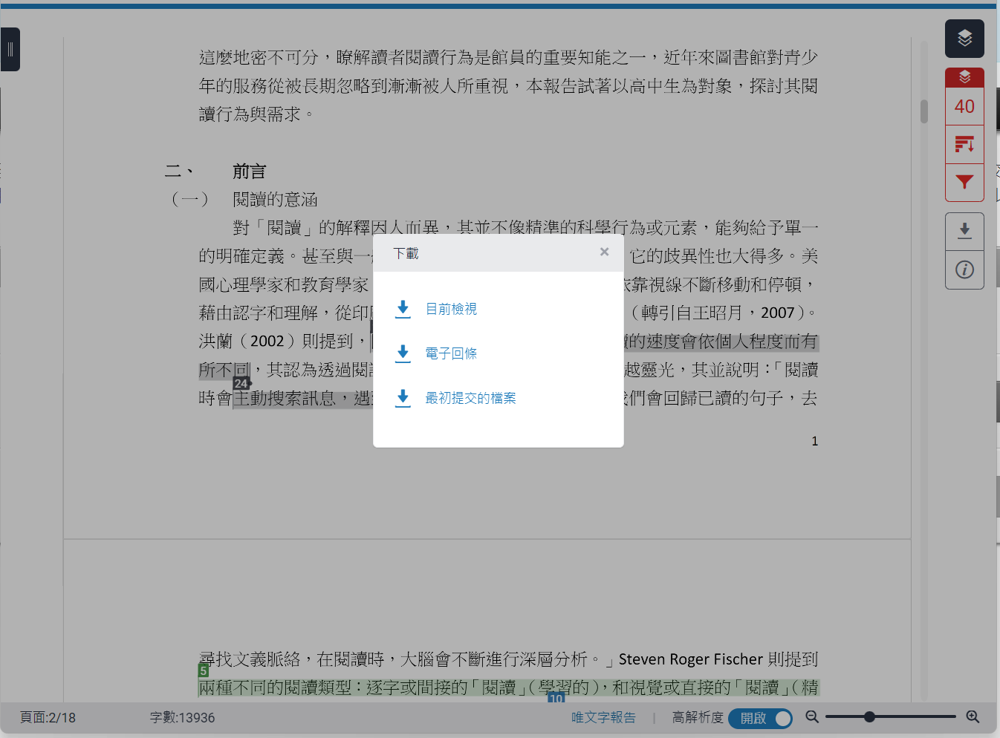 這麼地密不可分，瞭解讀者閱讀行為是館員的重要知能之一，近年來圖書館對青少
年的服務從被長期忽略到漸漸被人所重視，本報告試著以高中生為對象，探討其閱
讀行為與需求。
二、 前言
（一） 閱讀的意涵
對「閱讀」的解釋因人而異，其並不像精準的科學行為或元素，能夠給予單一
的明確定義。甚至與一 它的歧異性也大得多。美
國心理學家和教育學家 靠視線不斷移動和停頓，
藉由認字和理解，從印 （轉引自王昭月，2007）。
洪蘭（2002）則提到， 的速度會依個人程度而有
所不同，其認為透過閱 越靈光，其並說明：「閱讀
24
時會主動搜索訊息，遇 們會回歸已讀的句子，去
1
下載 ×
目前檢視
電子回條
最初提交的檔案
尋找文義脈絡，在閱讀時，大腦會不斷進行深層分析。」Steven Roger Fischer 則提到
5
兩種不同的閱讀類型：逐字或間接的「閱讀」（學習的），和視覺或直接的「閱讀」（精
10
40
頁面:2/18 字數:13936 唯文字報告 | 高解析度 開啟